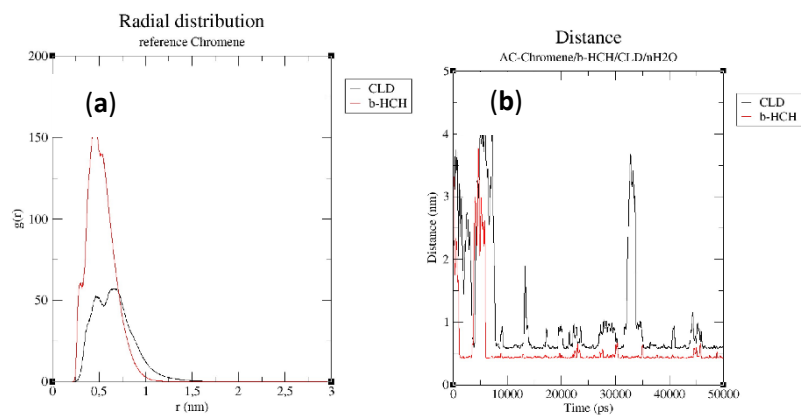 Radial distribution
reference Chromene
200
150
100
50
0
g(r)
(a)
CLD
b-HCH
0
0,5
1
1,5
2
2,5
3
r (nm)
Distance
AC-Chromene/b-HCH/CLD/nH2O
5
4
3
2
1
0
Distance (nm)
(b)
CLD
b-HCH
0
10000
20000
30000
40000
50000
Time (ps)